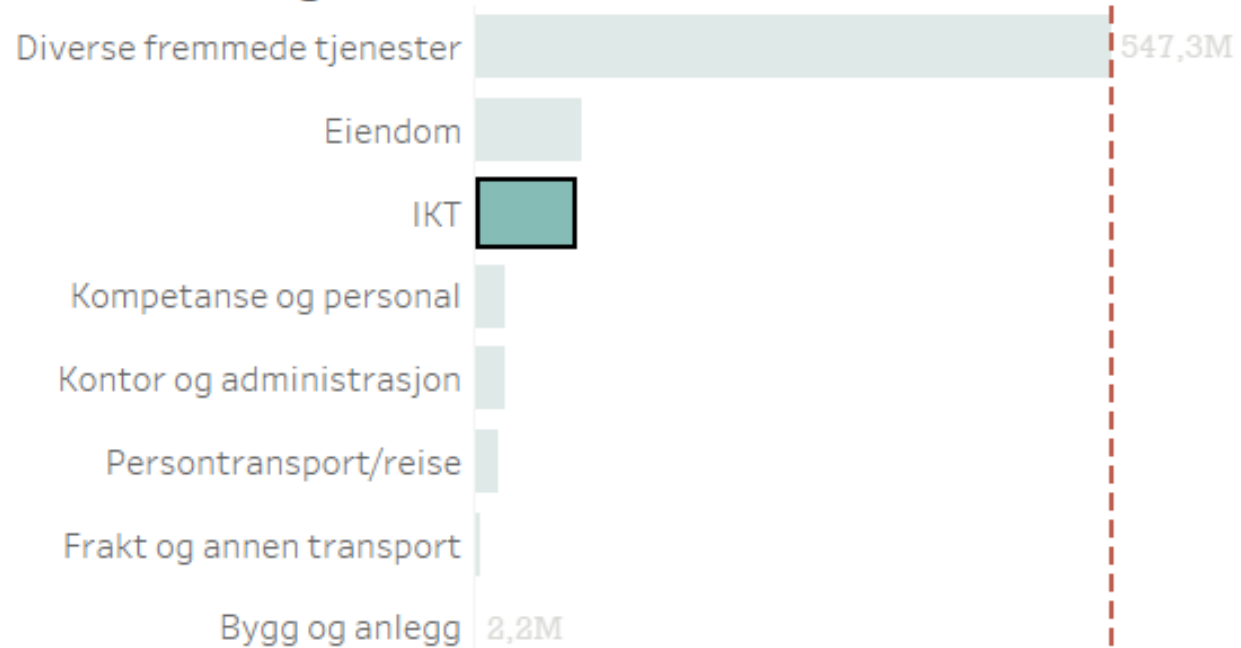 Diverse fremmede tjenester 547,3M
Eiendom
IKT
Kompetanse og personal
Kontor og administrasjon
Persontransport/reise
Frakt og annen transport
Bygg og anlegg 2,2M